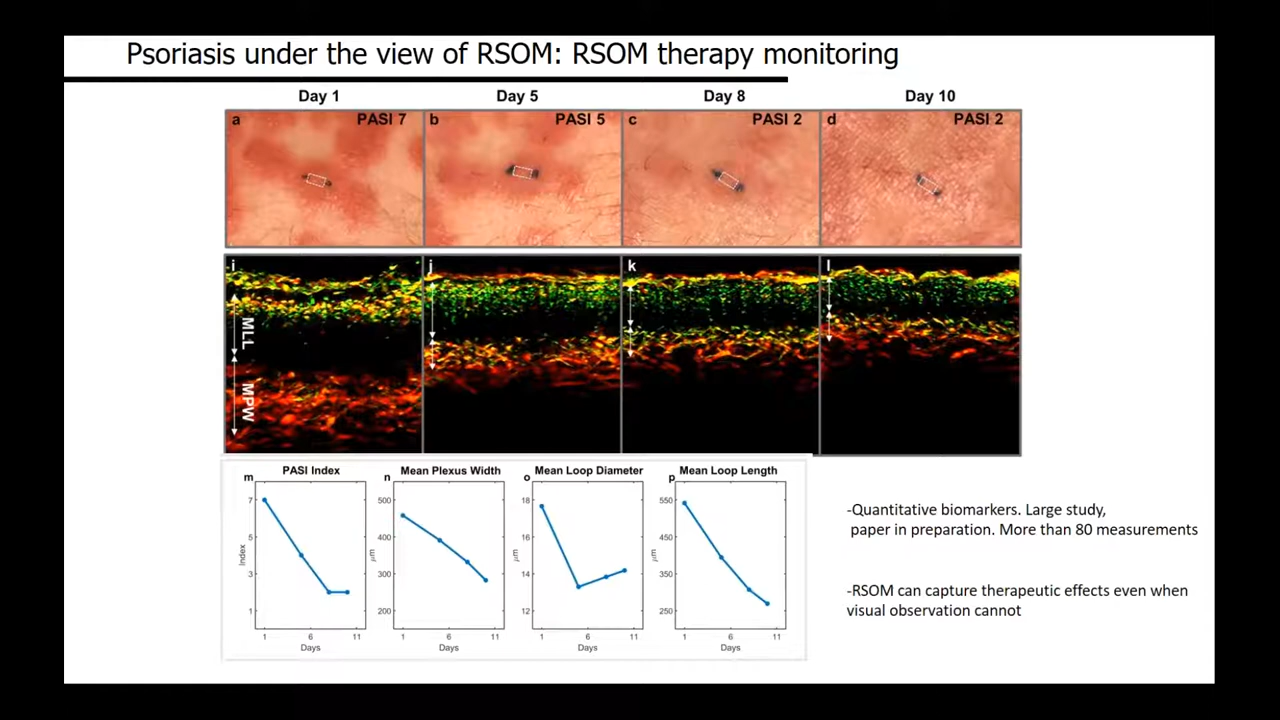 Psoriasis under the view of RSOM: RSOM therapy monitoring
Day 1 Day 5 Day 8 Day 10
a PASI 7 b PASI 5 c PASI 2 d PASI 2
i j k l
MLL
MPW
m PASI Index
7
5
3
1
Index
1 6 11
Days
n Mean Plexus Width
500
400
300
200
μm
1 6 11
Days
o Mean Loop Diameter
18
16
14
12
μm
1 6 11
Days
p Mean Loop Length
550
450
350
250
μm
1 6 11
Days
-Quantitative biomarkers. Large study,
paper in preparation. More than 80 measurements
-RSOM can capture therapeutic effects even when
visual observation cannot